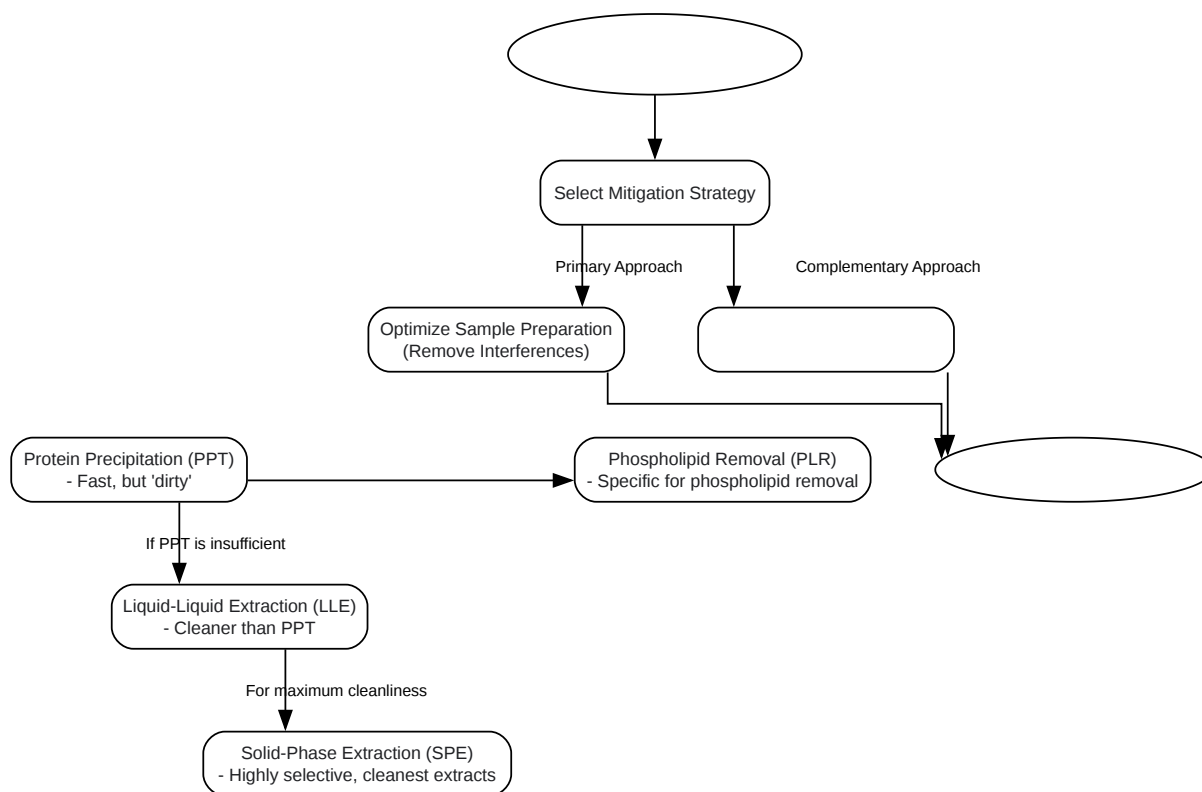 Select Mitigation Strategy
Primary Approach
Complementary Approach
Optimize Sample Preparation
(Remove Interferences)
Protein Precipitation (PPT)
- Fast, but 'dirty'
Phospholipid Removal (PLR)
- Specific for phospholipid removal
If PPT is insufficient
Liquid-Liquid Extraction (LLE)
- Cleaner than PPT
For maximum cleanliness
Solid-Phase Extraction (SPE)
- Highly selective, cleanest extracts